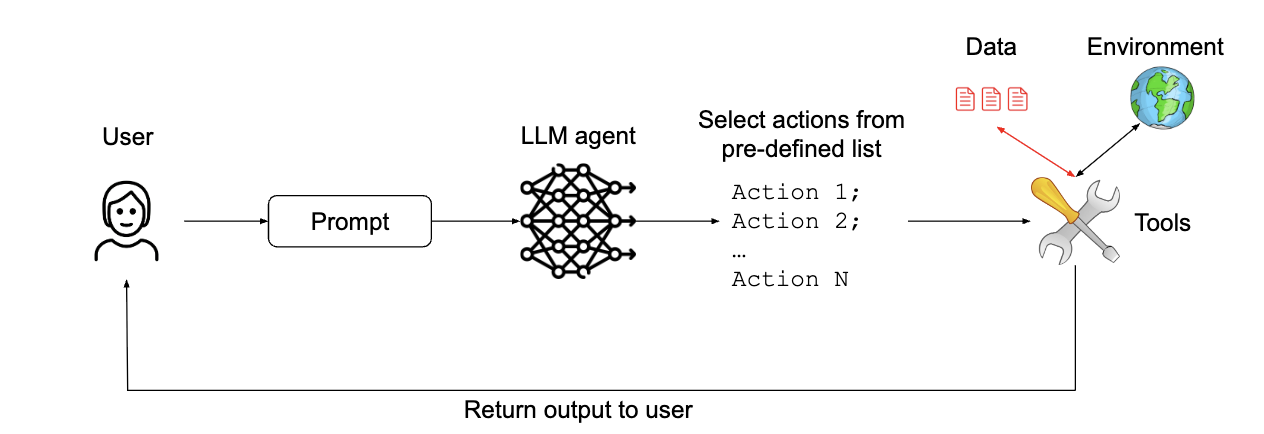 Data
Environment
User
LLM agent
Select actions from
pre-defined list
Action 1;
Action 2;
…
Action N
Prompt
Tools
Return output to user